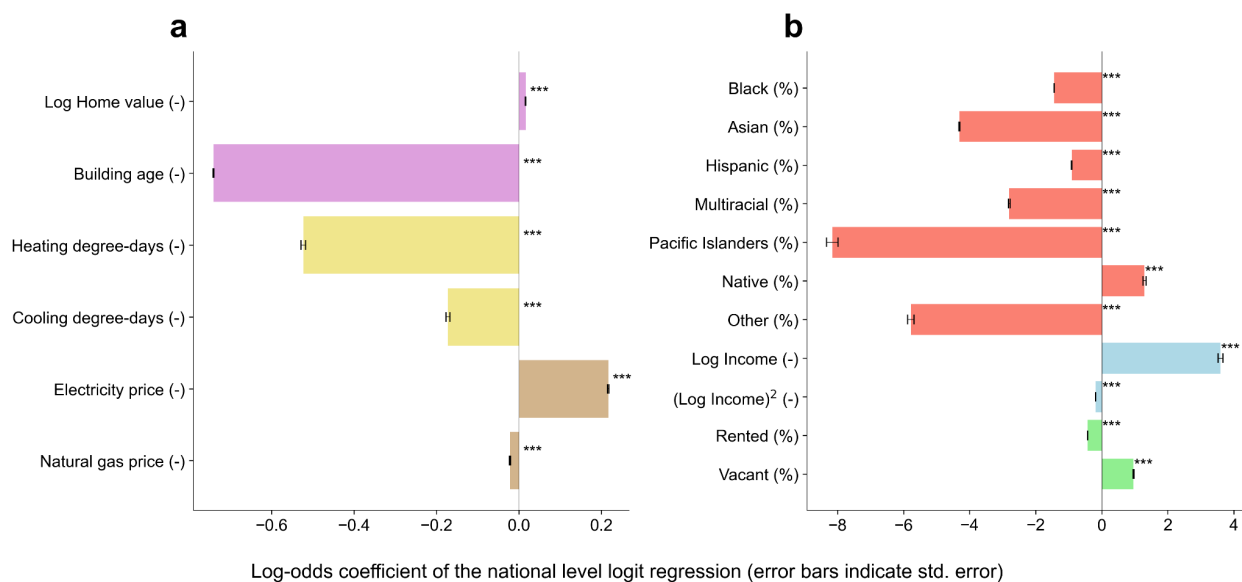 a
Log Home value (-)
***
Building age (-)
***
Heating degree-days (-)
***
Cooling degree-days (-)
***
Electricity price (-)
***
Natural gas price (-)
***
−0.6 −0.4 −0.2 0.0 0.2
b
Black (%)
***
Asian (%)
***
Hispanic (%)
***
Multiracial (%)
***
Pacific Islanders (%)
***
Native (%)
***
Other (%)
***
Log Income (-)
***
(Log Income)² (-)
***
Rented (%)
***
Vacant (%)
***
−8 −6 −4 −2 0 2 4
Log-odds coefficient of the national level logit regression (error bars indicate std. error)